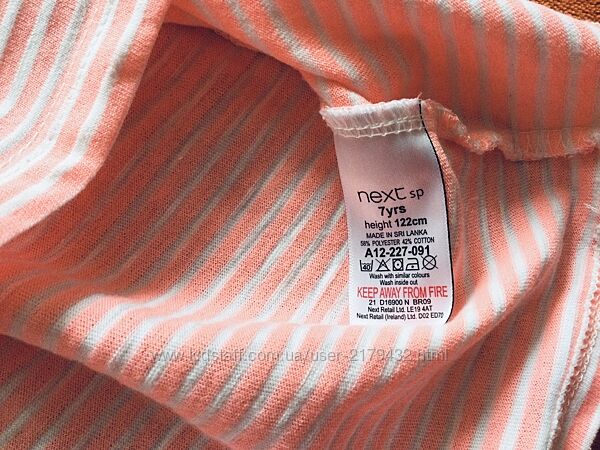 next sp
7yrs
height 122cm
MADE IN SRI LANKA
58% POLYESTER 42% COTTON
A12-227-091
40
Wash with similar colours
Wash inside out
KEEP AWAY FROM FIRE
21 D16900 N BR09
Next Retail Ltd. LE19 4AT
Next Retail (Ireland) Ltd. D02 ED70
www.kidstaff.com.ua/user-2179432.html